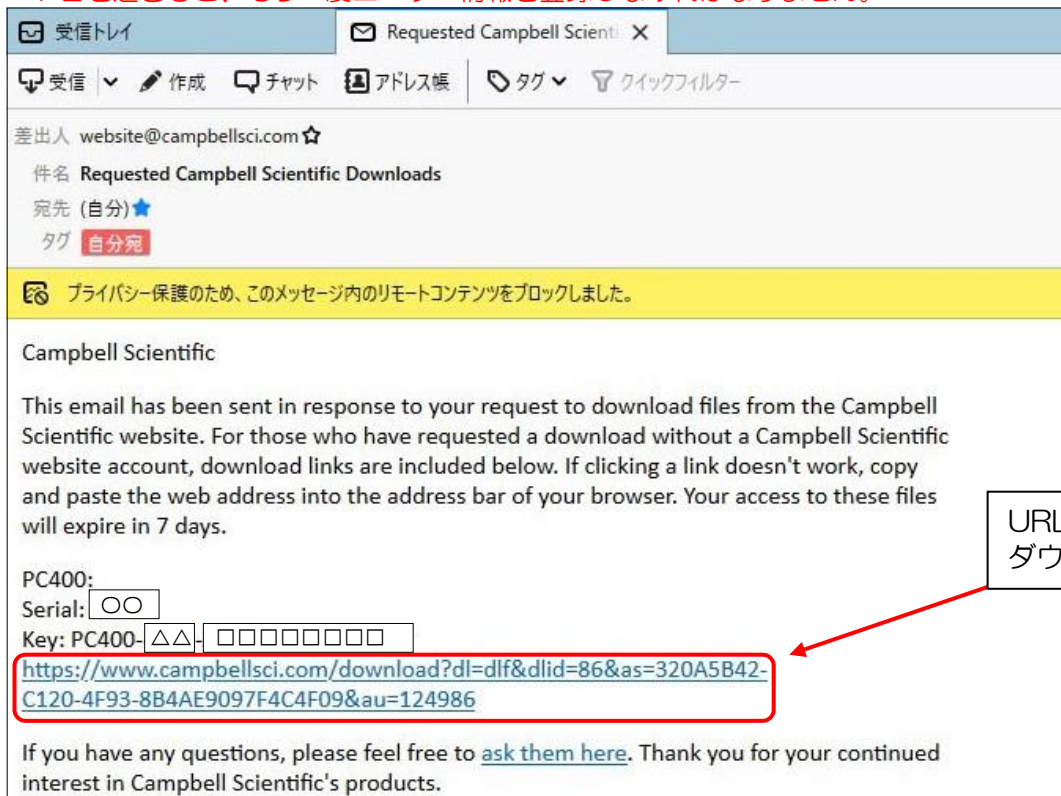 受信トレイ
Requested Campbell Scienti
受信 作成 チャット アドレス帳 タグ クイックフィルター
差出人 website@campbellsci.com
件名 Requested Campbell Scientific Downloads
宛先 (自分)
タグ 自分宛
プライバシー保護のため、このメッセージ内のリモートコンテンツをブロックしました。
Campbell Scientific
This email has been sent in response to your request to download files from the Campbell
Scientific website. For those who have requested a download without a Campbell Scientific
website account, download links are included below. If clicking a link doesn't work, copy
and paste the web address into the address bar of your browser. Your access to these files
will expire in 7 days.
URL
ダウ
PC400:
Serial: 〇〇
Key: PC400-△△-□□□□□□□□
https://www.campbellsci.com/download?dl=dlf&dlid=86&as=320A5B42-
C120-4F93-8B4AE9097F4C4F09&au=124986
If you have any questions, please feel free to ask them here. Thank you for your continued
interest in Campbell Scientific's products.